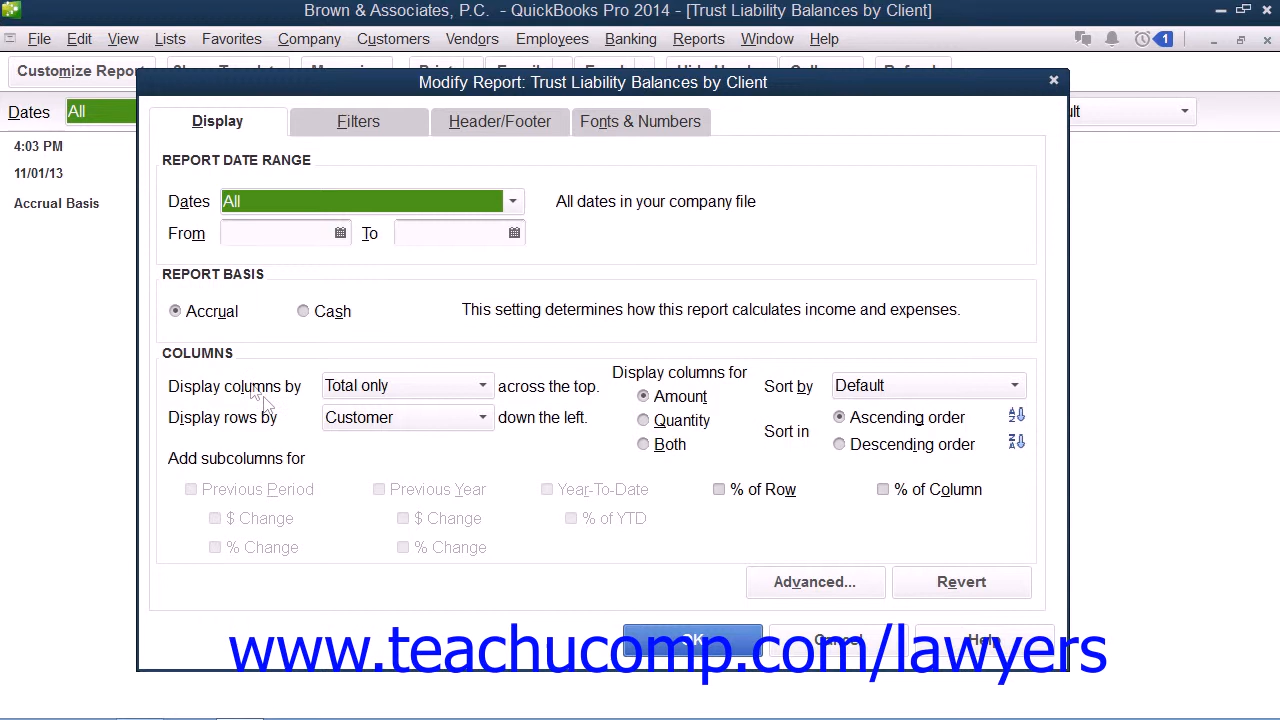 Brown & Associates, P.C. - QuickBooks Pro 2014 - [Trust Liability Balances by Client]
File Edit View Lists Favorites Company Customers Vendors Employees Banking Reports Window Help 1
Customize Repor
Modify Report: Trust Liability Balances by Client
Dates All
4:03 PM
11/01/13
Accrual Basis
Display Filters Header/Footer Fonts & Numbers
REPORT DATE RANGE
Dates All All dates in your company file
From To
REPORT BASIS
Accrual Cash This setting determines how this report calculates income and expenses.
COLUMNS
Display columns by Total only across the top.
Display rows by Customer down the left.
Display columns for
Amount
Quantity
Both
Sort by Default
Sort in Ascending order
Descending order
Add subcolumns for
Previous Period Previous Year Year-To-Date % of Row % of Column
$ Change $ Change % of YTD
% Change % Change
Advanced... Revert
OK Cancel Help
www.teachucomp.com/lawyers